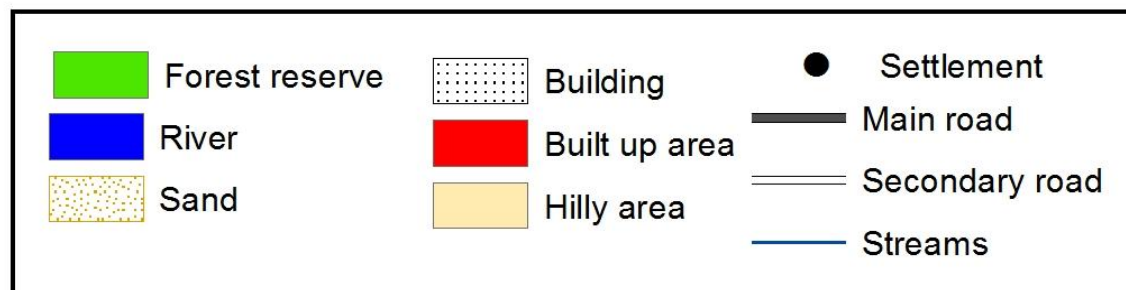 Forest reserve
River
Sand
Building
Built up area
Hilly area
Settlement
Main road
Secondary road
Streams